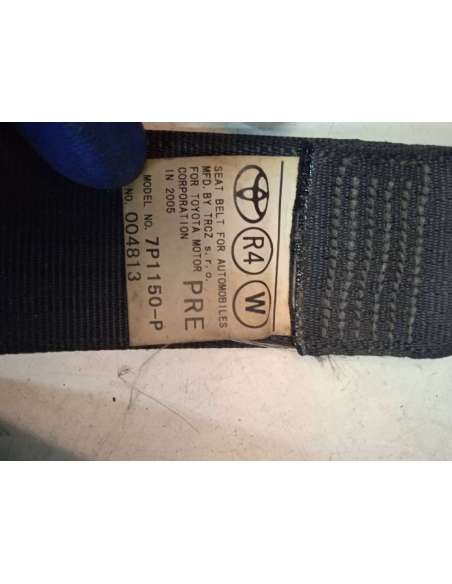 R4 W
SEAT BELT FOR AUTOMOBILES
MFD. BY TRCZ s.r.o.
FOR TOYOTA MOTOR
CORPORATION PRE
IN 2005
MODEL NO. 7P1150-P
NO. 004813